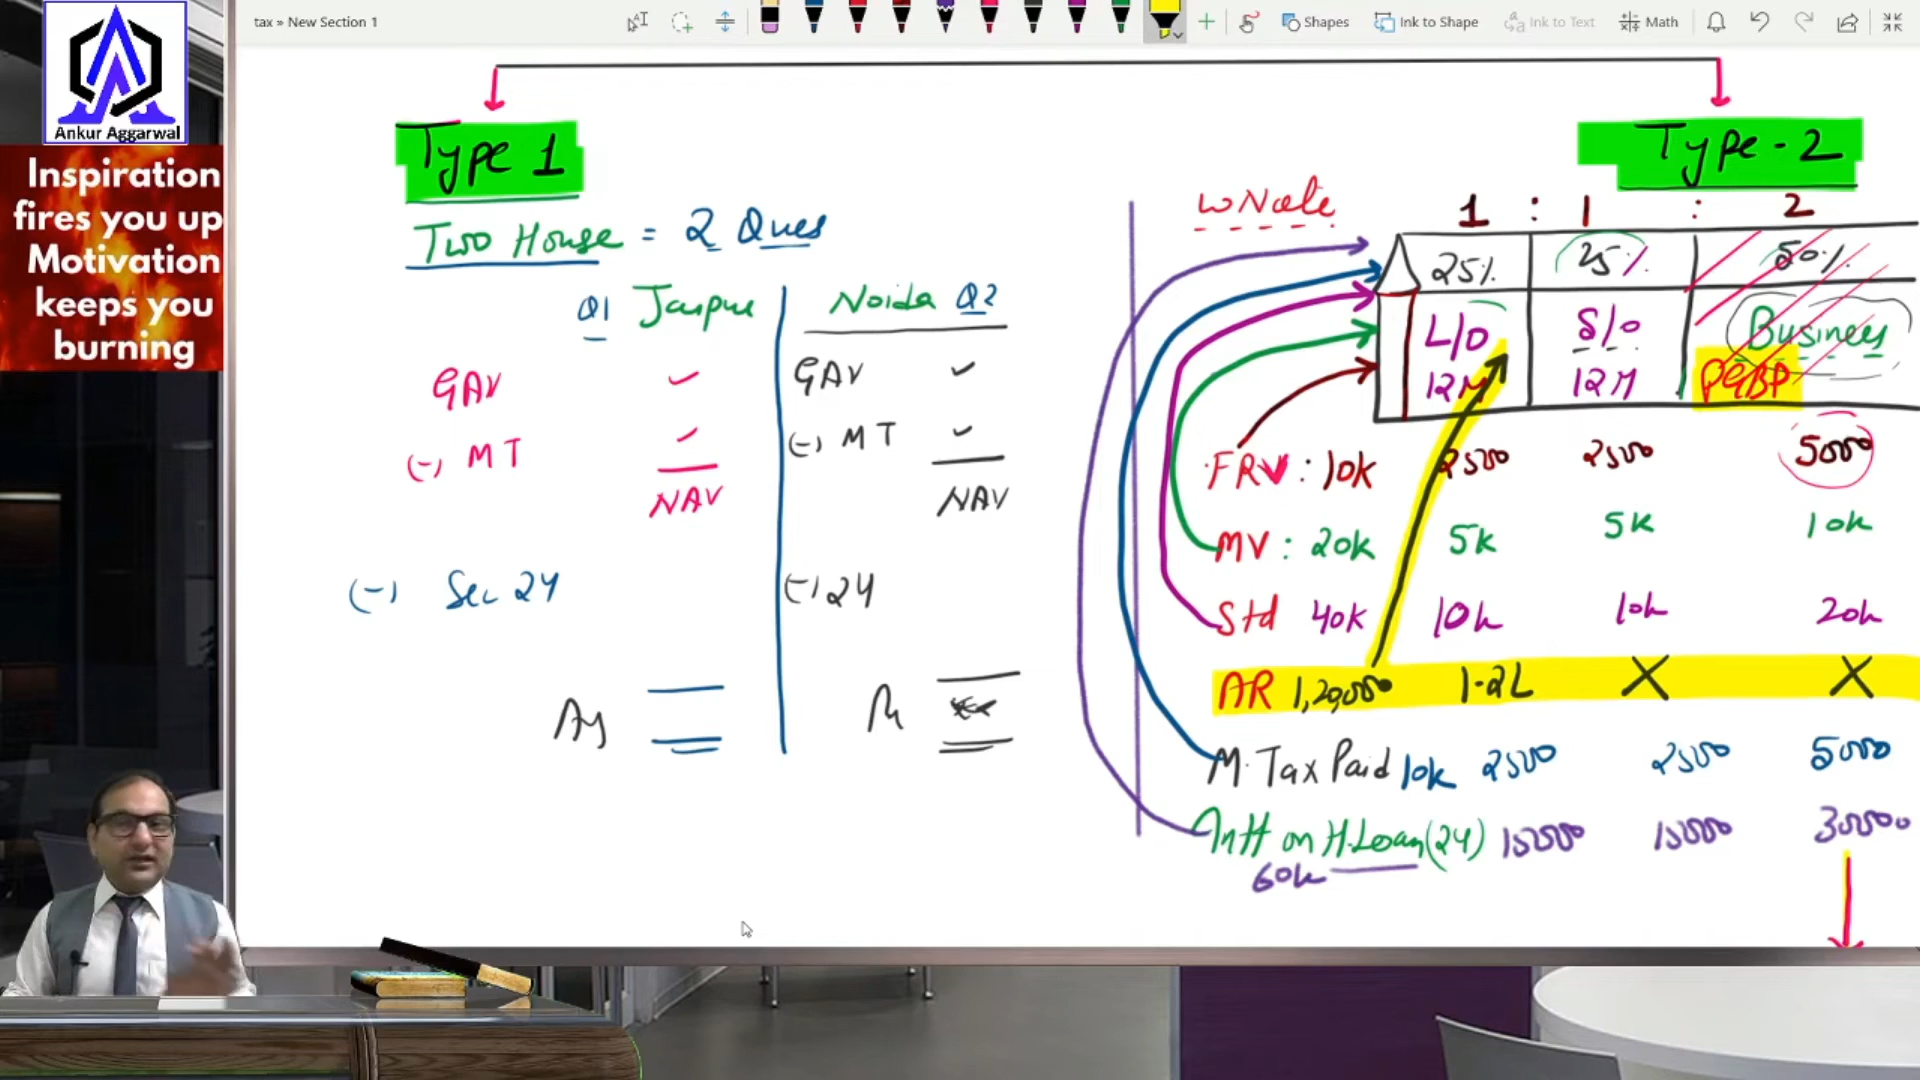 tax » New Section 1
Shapes
Ink to Shape
Ink to Text
Math
Ankur Aggarwal
Inspiration
fires you up
Motivation
keeps you
burning
Type 1
Two House = 2 Ques
Q1 Jaipur
Noida Q2
GAV ✓
(-) MT ✓
NAV
(-) Sec 24
GAV ✓
(-) MT ✓
NAV
(-) 24
Type - 2
W Note
1 : 1 : 2
25% 25% 50%
L/O S/O Business
12M 12M PGBP
FRV : 10k 2500 2500 5000
MV : 20k 5k 5k 10k
Std 40k 10k 10k 20k
AR 1,20,000 1.2L X X
M. Tax Paid 10k 2500 2500 5000
Intt on H.Loan (24) 15000 15000 30000
60k